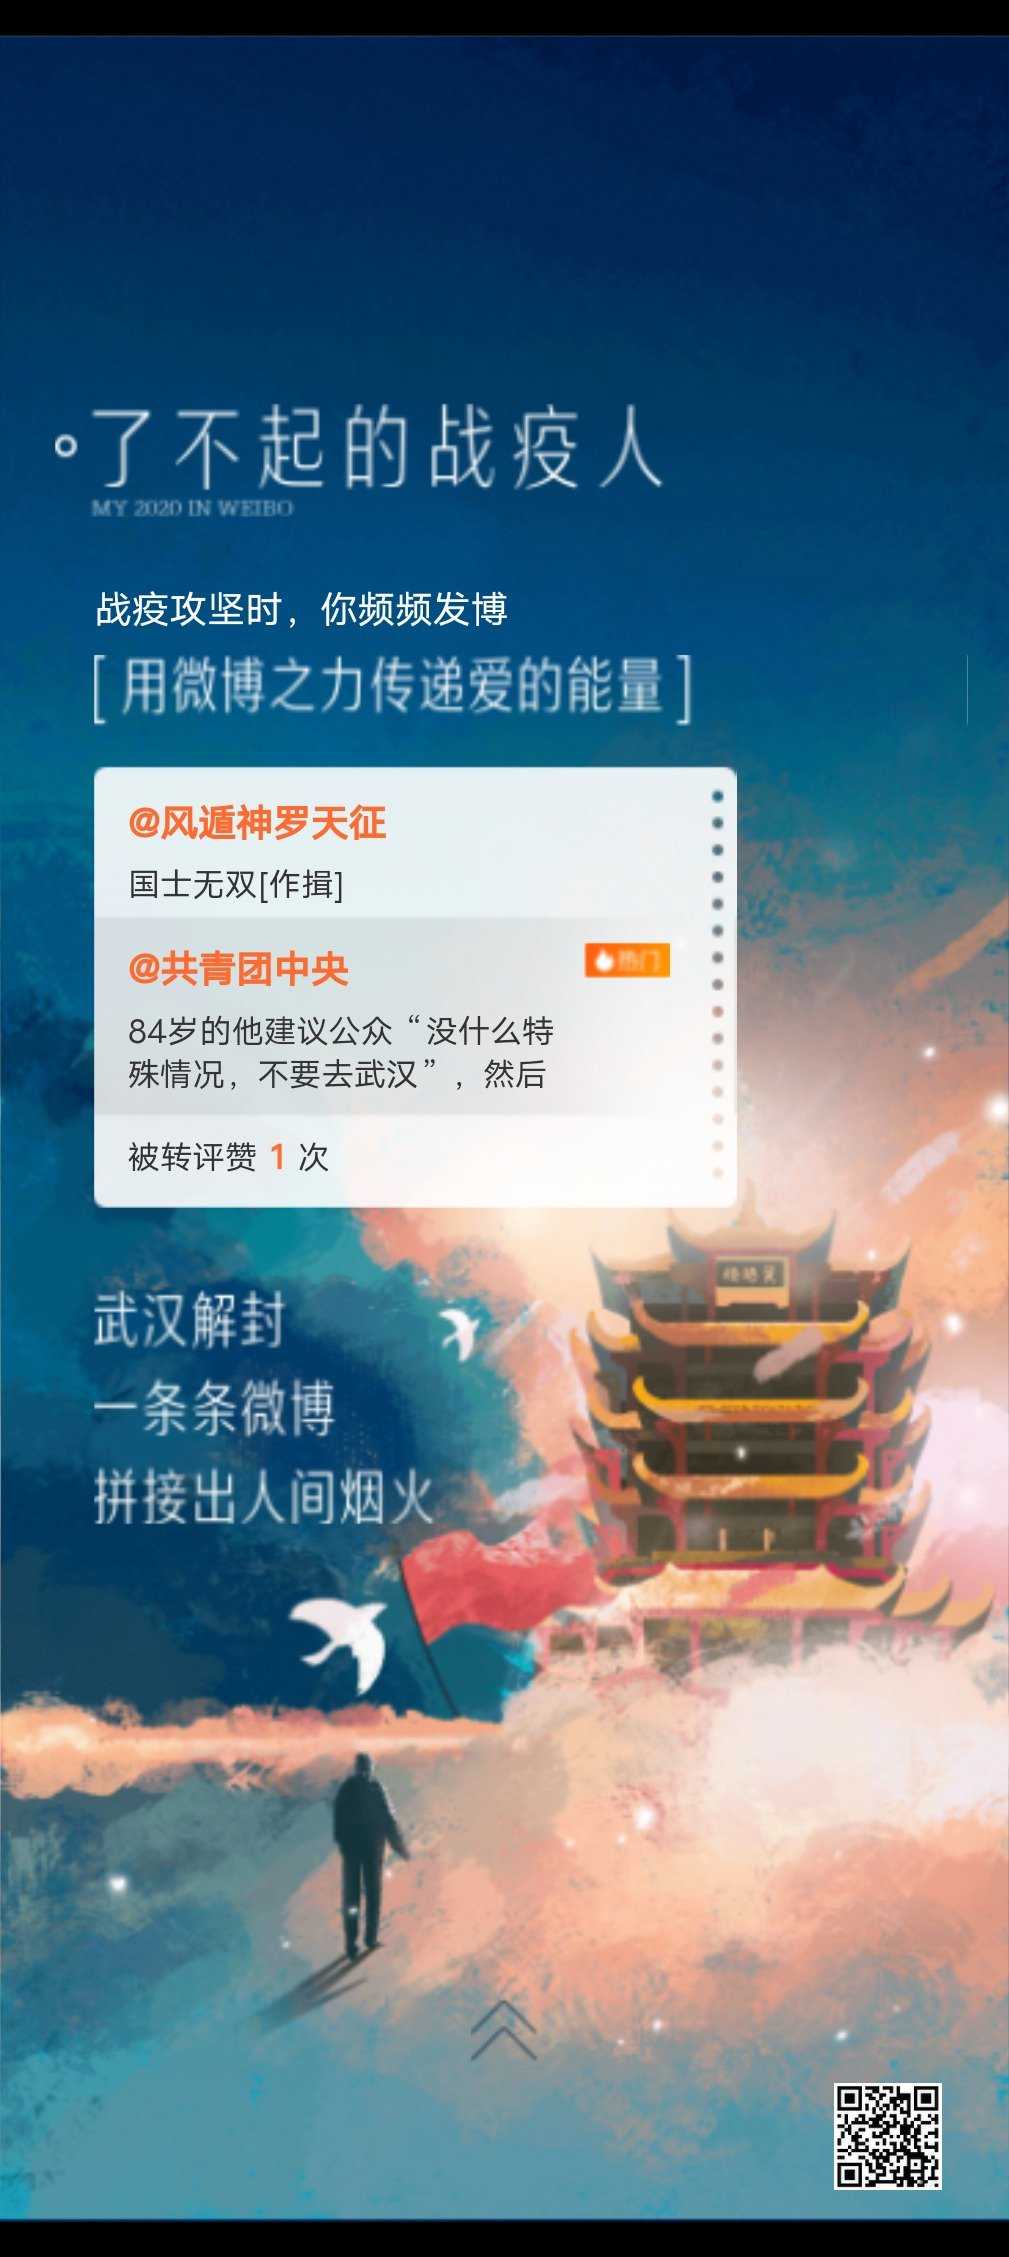 了不起的战疫人
MY 2020 IN WEIBO
战疫攻坚时，你频频发博
[ 用微博之力传递爱的能量 ]
@风遁神罗天征
国士无双[作揖]
@共青团中央
热门
84岁的他建议公众“没什么特
殊情况，不要去武汉”，然后
被转评赞 1 次
武汉解封
一条条微博
拼接出人间烟火